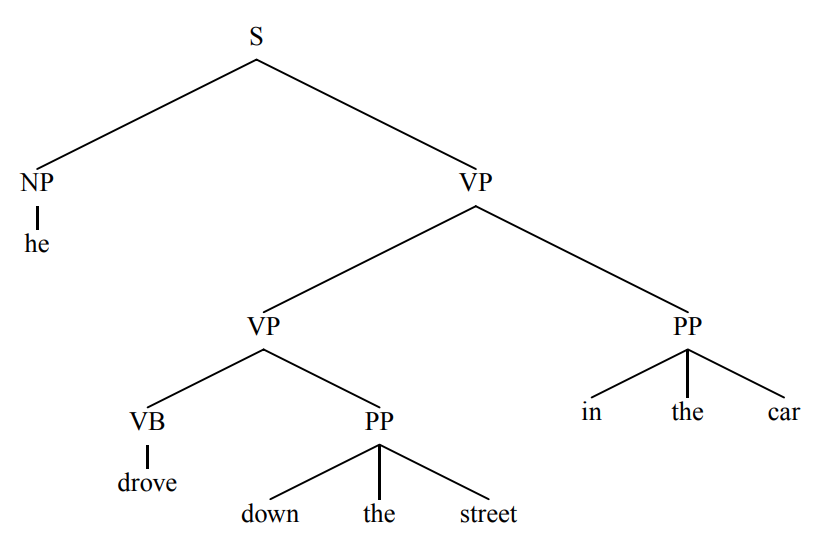 S
NP VP
he
VP PP
VB PP in the car
drove
down the street